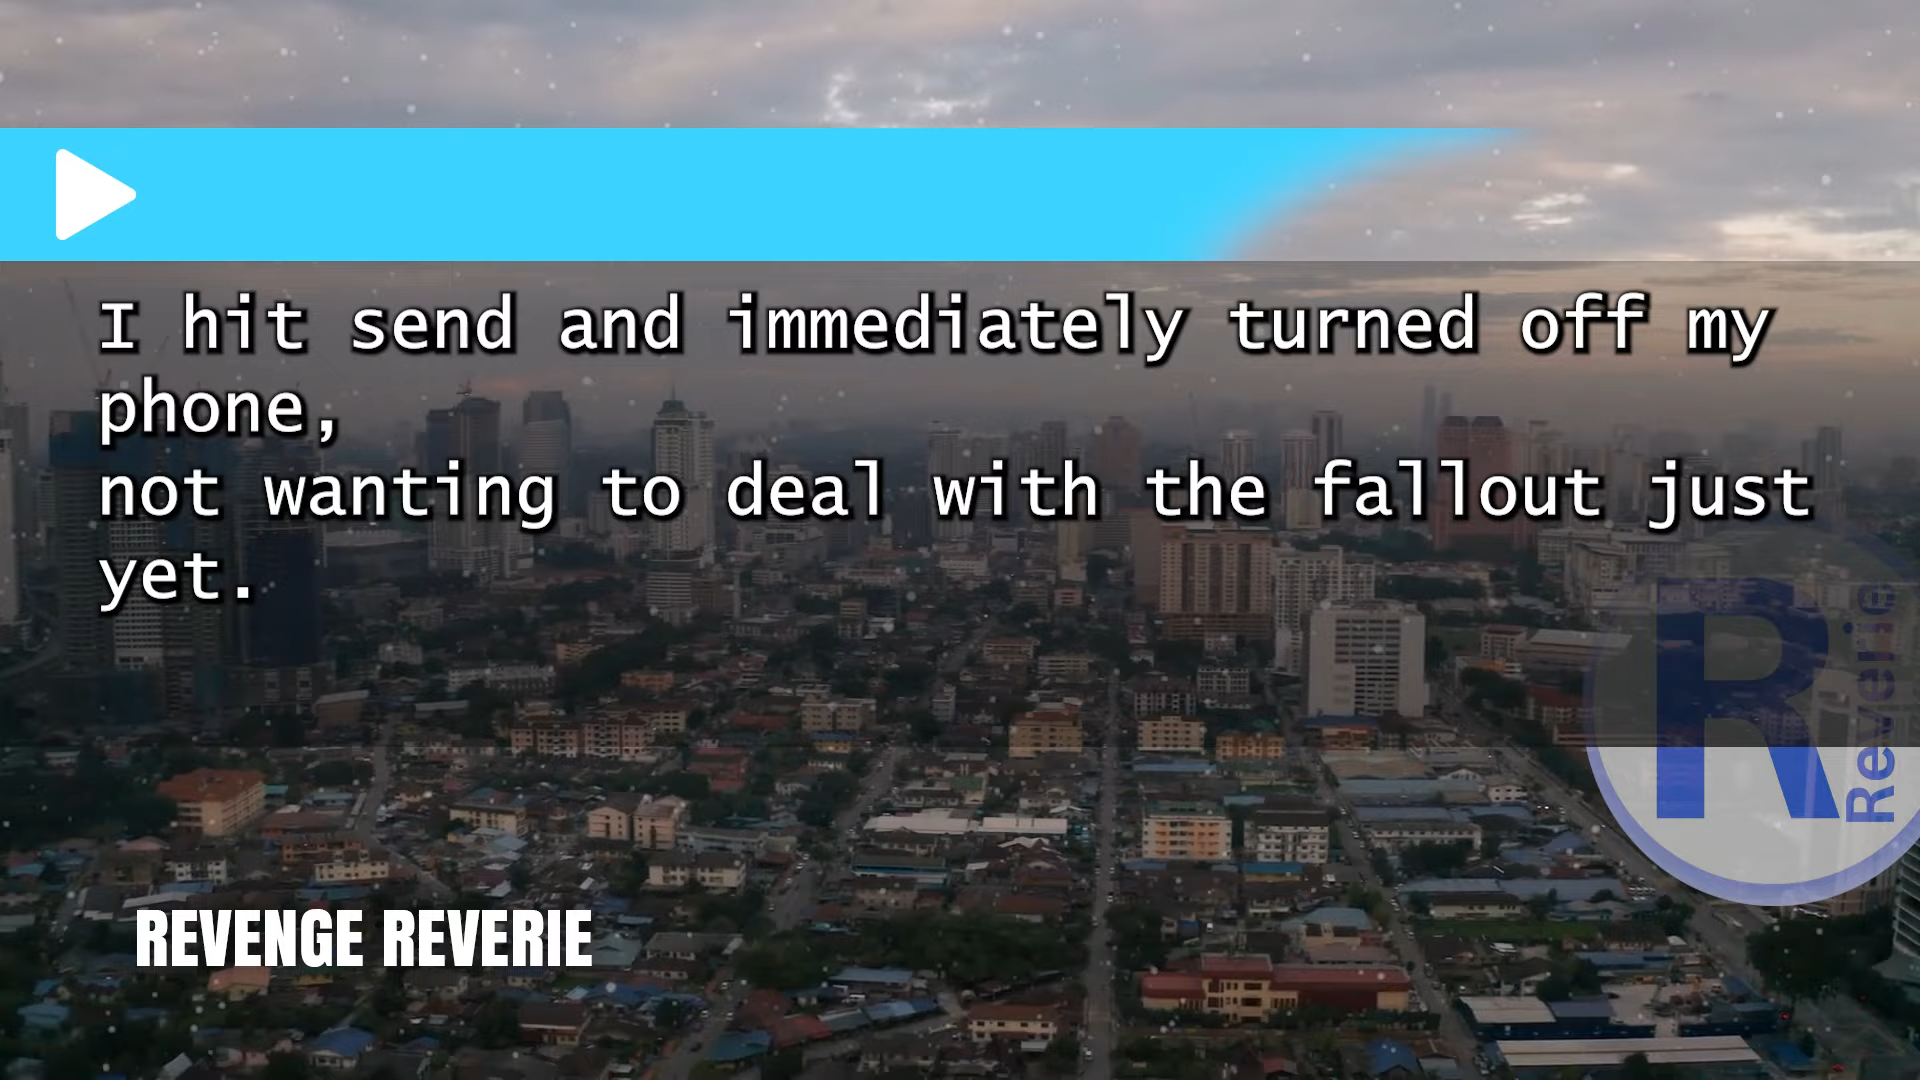 I hit send and immediately turned off my
phone,
not wanting to deal with the fallout just
yet.
R
Reverie
REVENGE REVERIE